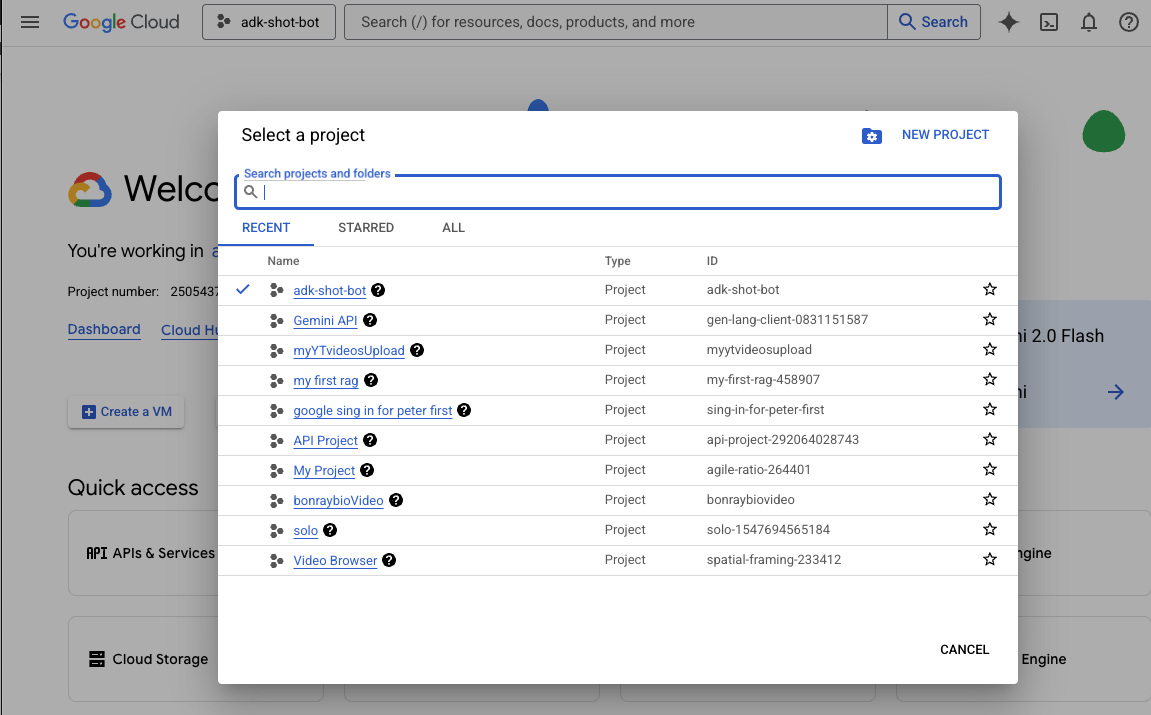 Google Cloud
adk-shot-bot
Search (/) for resources, docs, products, and more
Search
Select a project
NEW PROJECT
Search projects and folders
Welco
RECENT
STARRED
ALL
You're working in
Name
Type
ID
Project number: 2505437
adk-shot-bot
Project
adk-shot-bot
Gemini API
Project
gen-lang-client-0831151587
Dashboard
Cloud Hu
ni 2.0 Flash
myYTvideosUpload
Project
myytvideosupload
my first rag
Project
my-first-rag-458907
ni
Create a VM
google sing in for peter first
Project
sing-in-for-peter-first
API Project
Project
api-project-292064028743
My Project
Project
agile-ratio-264401
Quick access
bonraybioVideo
Project
bonraybiovideo
solo
Project
solo-1547694565184
API APIs & Services
ngine
Video Browser
Project
spatial-framing-233412
CANCEL
Cloud Storage
Engine